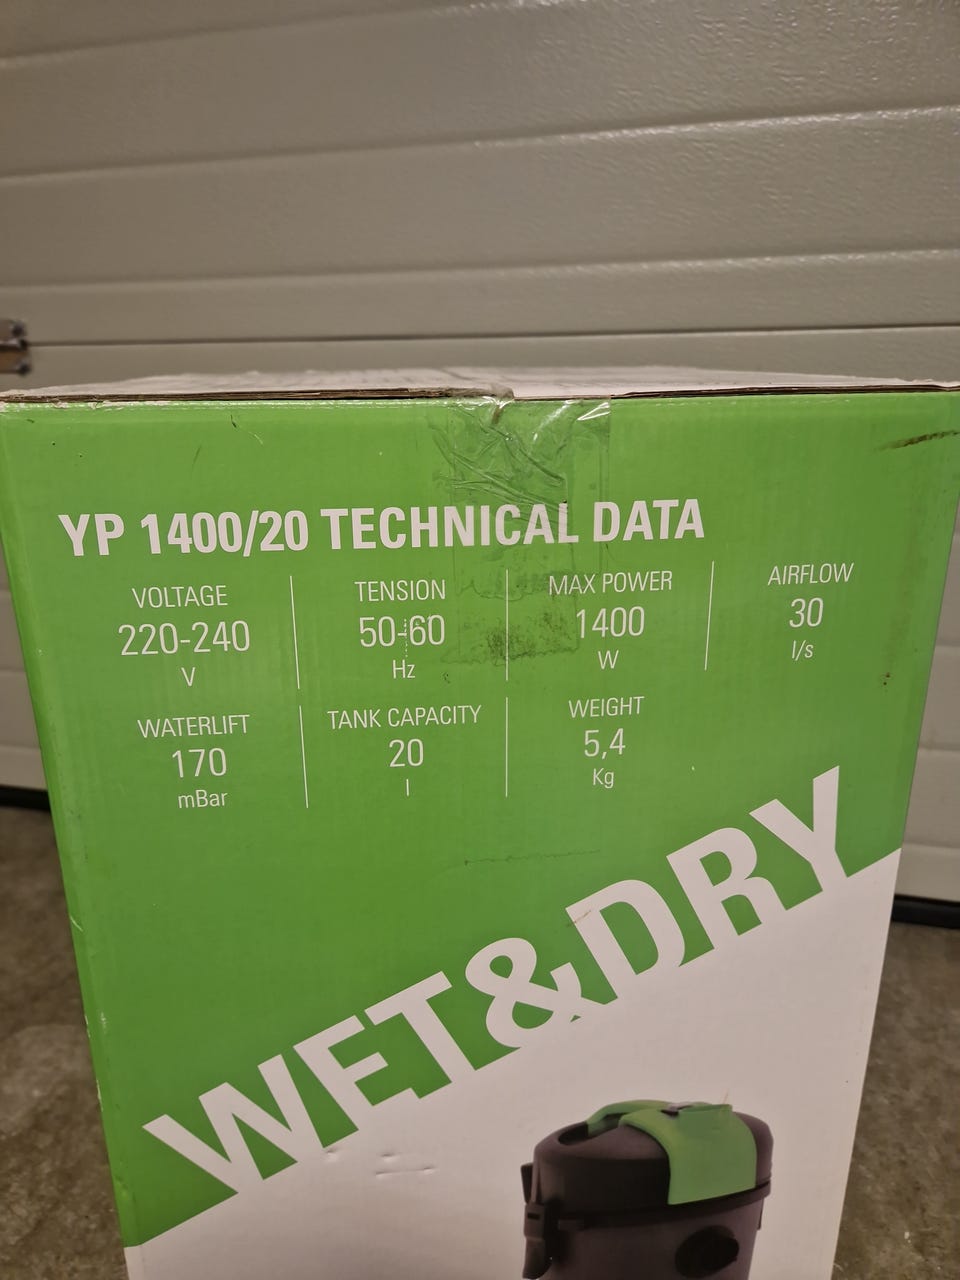 YP 1400/20 TECHNICAL DATA
VOLTAGE
220-240
V
TENSION
50-60
Hz
MAX POWER
1400
W
AIRFLOW
30
l/s
WATERLIFT
170
mBar
TANK CAPACITY
20
l
WEIGHT
5,4
Kg
WET&DRY